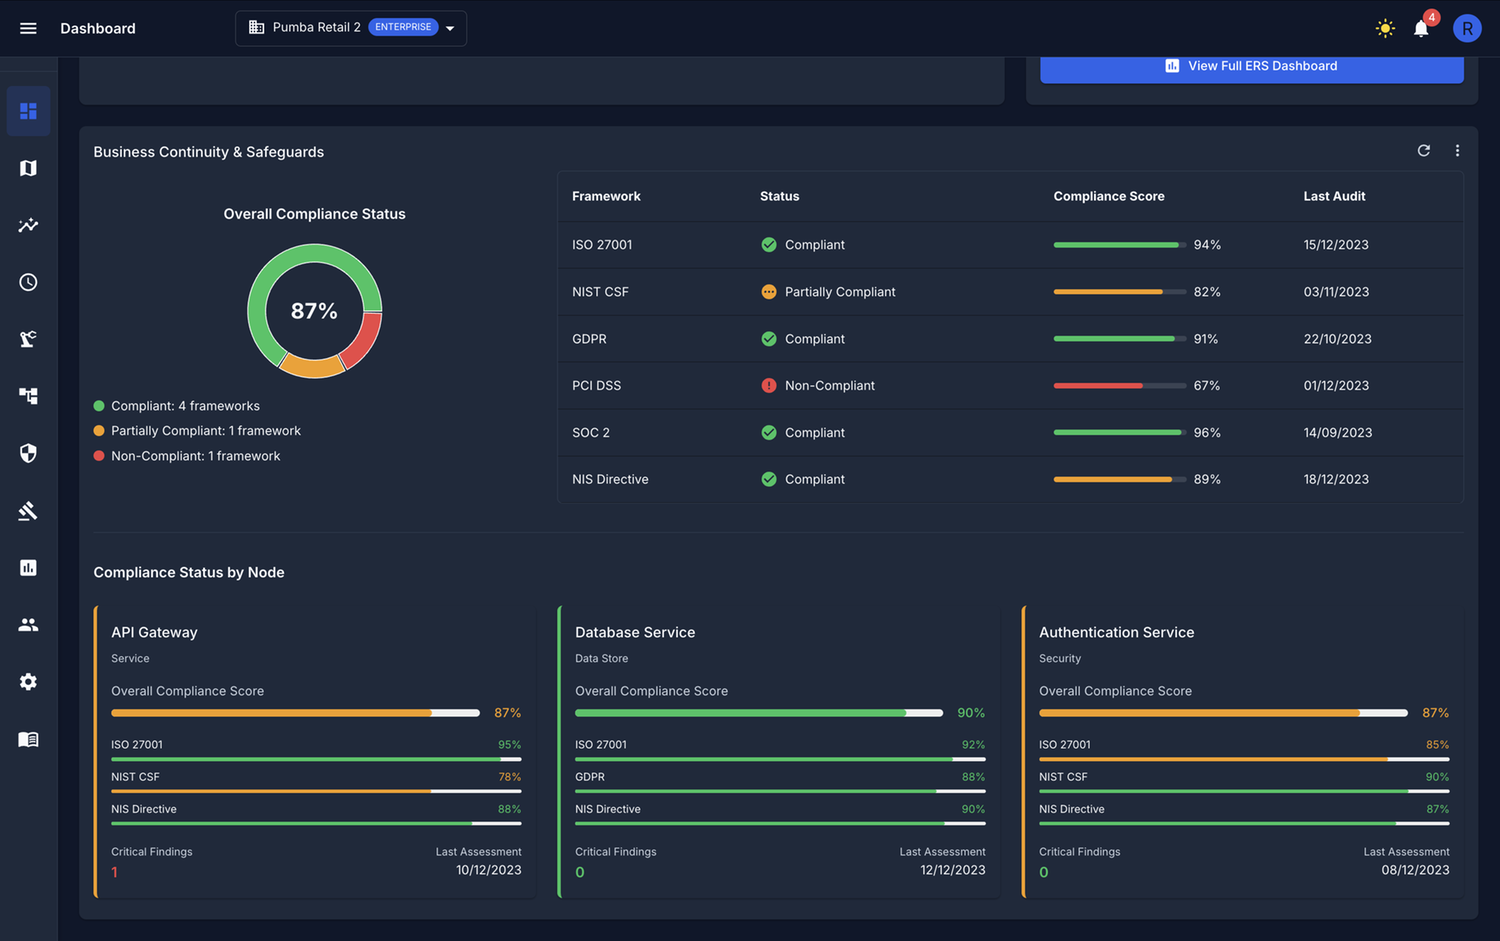 Dashboard
Pumba Retail 2 ENTERPRISE
4
R
View Full ERS Dashboard
Business Continuity & Safeguards
Overall Compliance Status
87%
Compliant: 4 frameworks
Partially Compliant: 1 framework
Non-Compliant: 1 framework
Framework Status Compliance Score Last Audit
ISO 27001 Compliant 94% 15/12/2023
NIST CSF Partially Compliant 82% 03/11/2023
GDPR Compliant 91% 22/10/2023
PCI DSS Non-Compliant 67% 01/12/2023
SOC 2 Compliant 96% 14/09/2023
NIS Directive Compliant 89% 18/12/2023
Compliance Status by Node
API Gateway
Service
Overall Compliance Score
87%
ISO 27001 95%
NIST CSF 78%
NIS Directive 88%
Critical Findings Last Assessment
1 10/12/2023
Database Service
Data Store
Overall Compliance Score
90%
ISO 27001 92%
GDPR 88%
NIS Directive 90%
Critical Findings Last Assessment
0 12/12/2023
Authentication Service
Security
Overall Compliance Score
87%
ISO 27001 85%
NIST CSF 90%
NIS Directive 87%
Critical Findings Last Assessment
0 08/12/2023